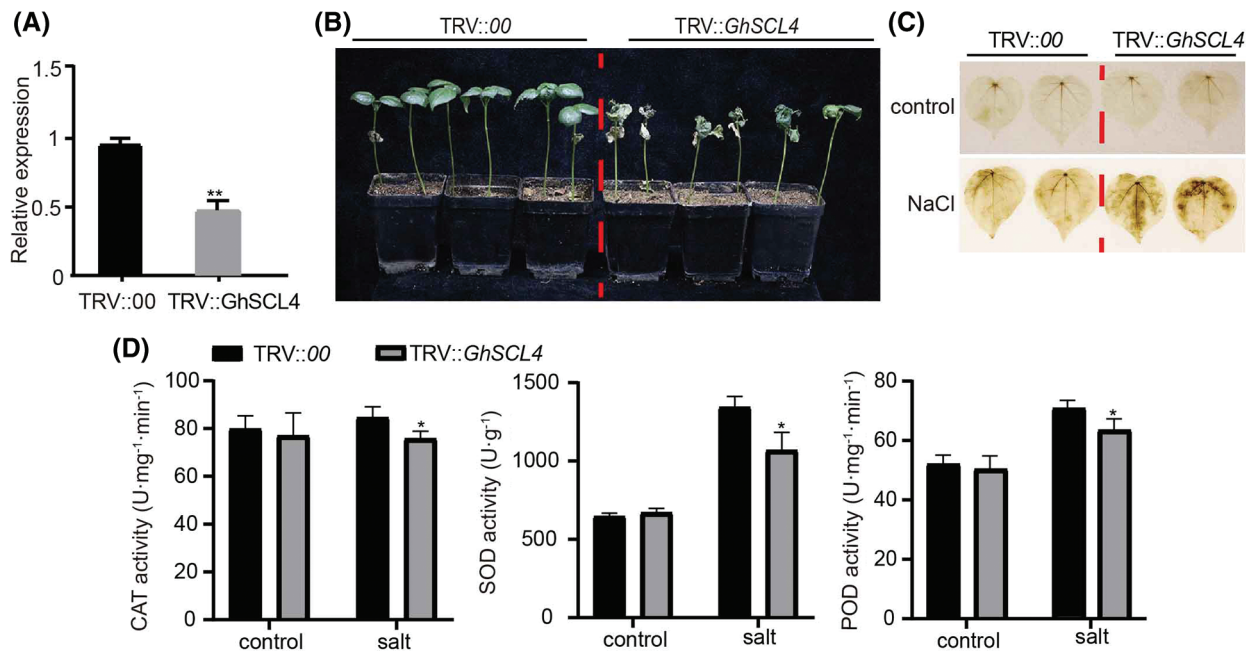 (A)
Relative expression
1.5
1
0.5
0
**
TRV::00 TRV::GhSCL4
(B)
TRV::00 TRV::GhSCL4
(C)
TRV::00 TRV::GhSCL4
control
NaCl
(D)
TRV::00 TRV::GhSCL4
CAT activity (U·mg⁻¹·min⁻¹)
100
80
60
40
20
0
*
control salt
SOD activity (U·g⁻¹)
1500
1000
500
0
*
control salt
POD activity (U·mg⁻¹·min⁻¹)
80
60
40
20
0
*
control salt